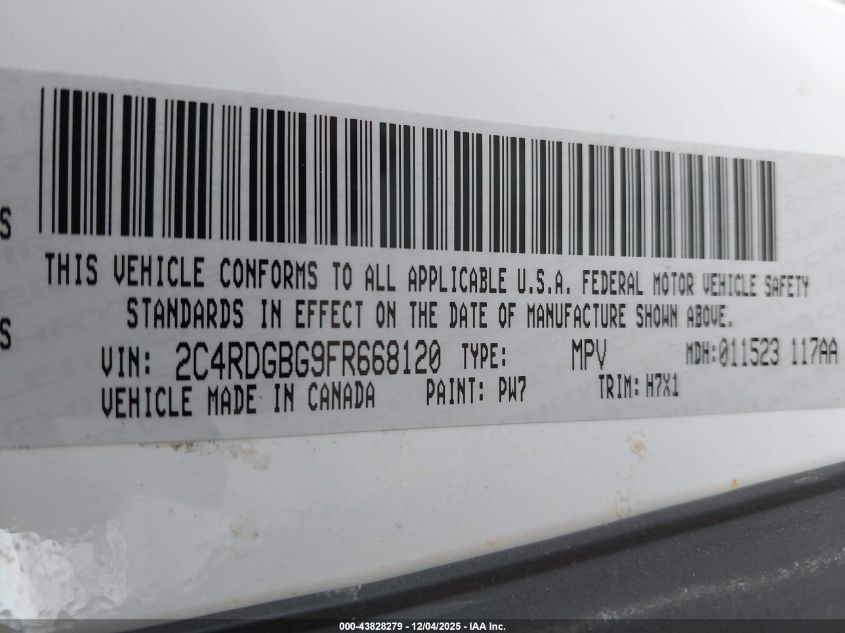 S
THIS VEHICLE CONFORMS TO ALL APPLICABLE U.S.A. FEDERAL MOTOR VEHICLE SAFETY
STANDARDS IN EFFECT ON THE DATE OF MANUFACTURE SHOWN ABOVE.
S
VIN: 2C4RDGBG9FR668120 TYPE: MPV MDH:011523 117AA
VEHICLE MADE IN CANADA PAINT: PW7 TRIM: H7X1
000-43828279 - 12/04/2025 - IAA Inc.